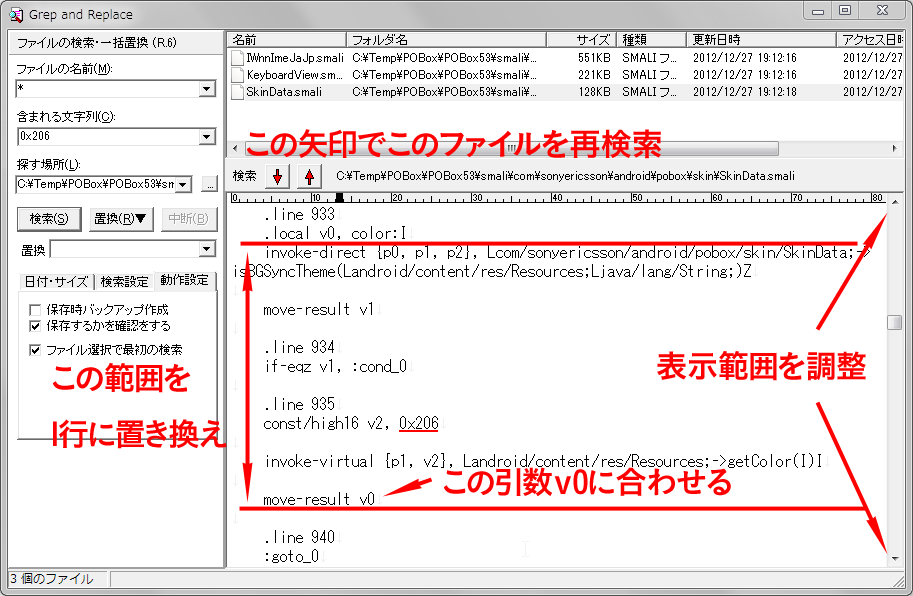 Grep and Replace
ファイルの検索・一括置換 (R.6)
ファイルの名前(M):
*
含まれる文字列(C):
0x206
探す場所(L):
C:¥Temp¥POBox¥POBox53¥sm
...
検索(S) 置換(R)▼ 中断(B)
置換
日付・サイズ 検索設定 動作設定
保存時バックアップ作成
保存するかを確認をする
ファイル選択で最初の検索
この範囲を
1行に置き換え
名前 フォルダ名 サイズ 種類 更新日時 アクセス日時
IWnnImeJaJp.smali C:¥Temp¥POBox¥POBox53¥smali¥... 551KB SMALI フ... 2012/12/27 19:12:16 2012/12/27
KeyboardView.sm... C:¥Temp¥POBox¥POBox53¥smali¥... 221KB SMALI フ... 2012/12/27 19:12:16 2012/12/27
SkinData.smali C:¥Temp¥POBox¥POBox53¥smali¥... 128KB SMALI フ... 2012/12/27 19:12:18 2012/12/27
この矢印でこのファイルを再検索
検索 C:¥Temp¥POBox¥POBox53¥smali¥com¥sonyericsson¥android¥pobox¥skin¥SkinData.smali
0 10 20 30 40 50 60 70 80
.line 933
.local v0, color:I
invoke-direct {p0, p1, p2}, Lcom/sonyericsson/android/pobox/skin/SkinData;->
isBGSyncTheme(Landroid/content/res/Resources;Ljava/lang/String;)Z
move-result v1
.line 934
if-eqz v1, :cond_0
表示範囲を調整
.line 935
const/high16 v2, 0x206
invoke-virtual {p1, v2}, Landroid/content/res/Resources;->getColor(I)I
この引数v0に合わせる
move-result v0
.line 940
:goto_0
3 個のファイル